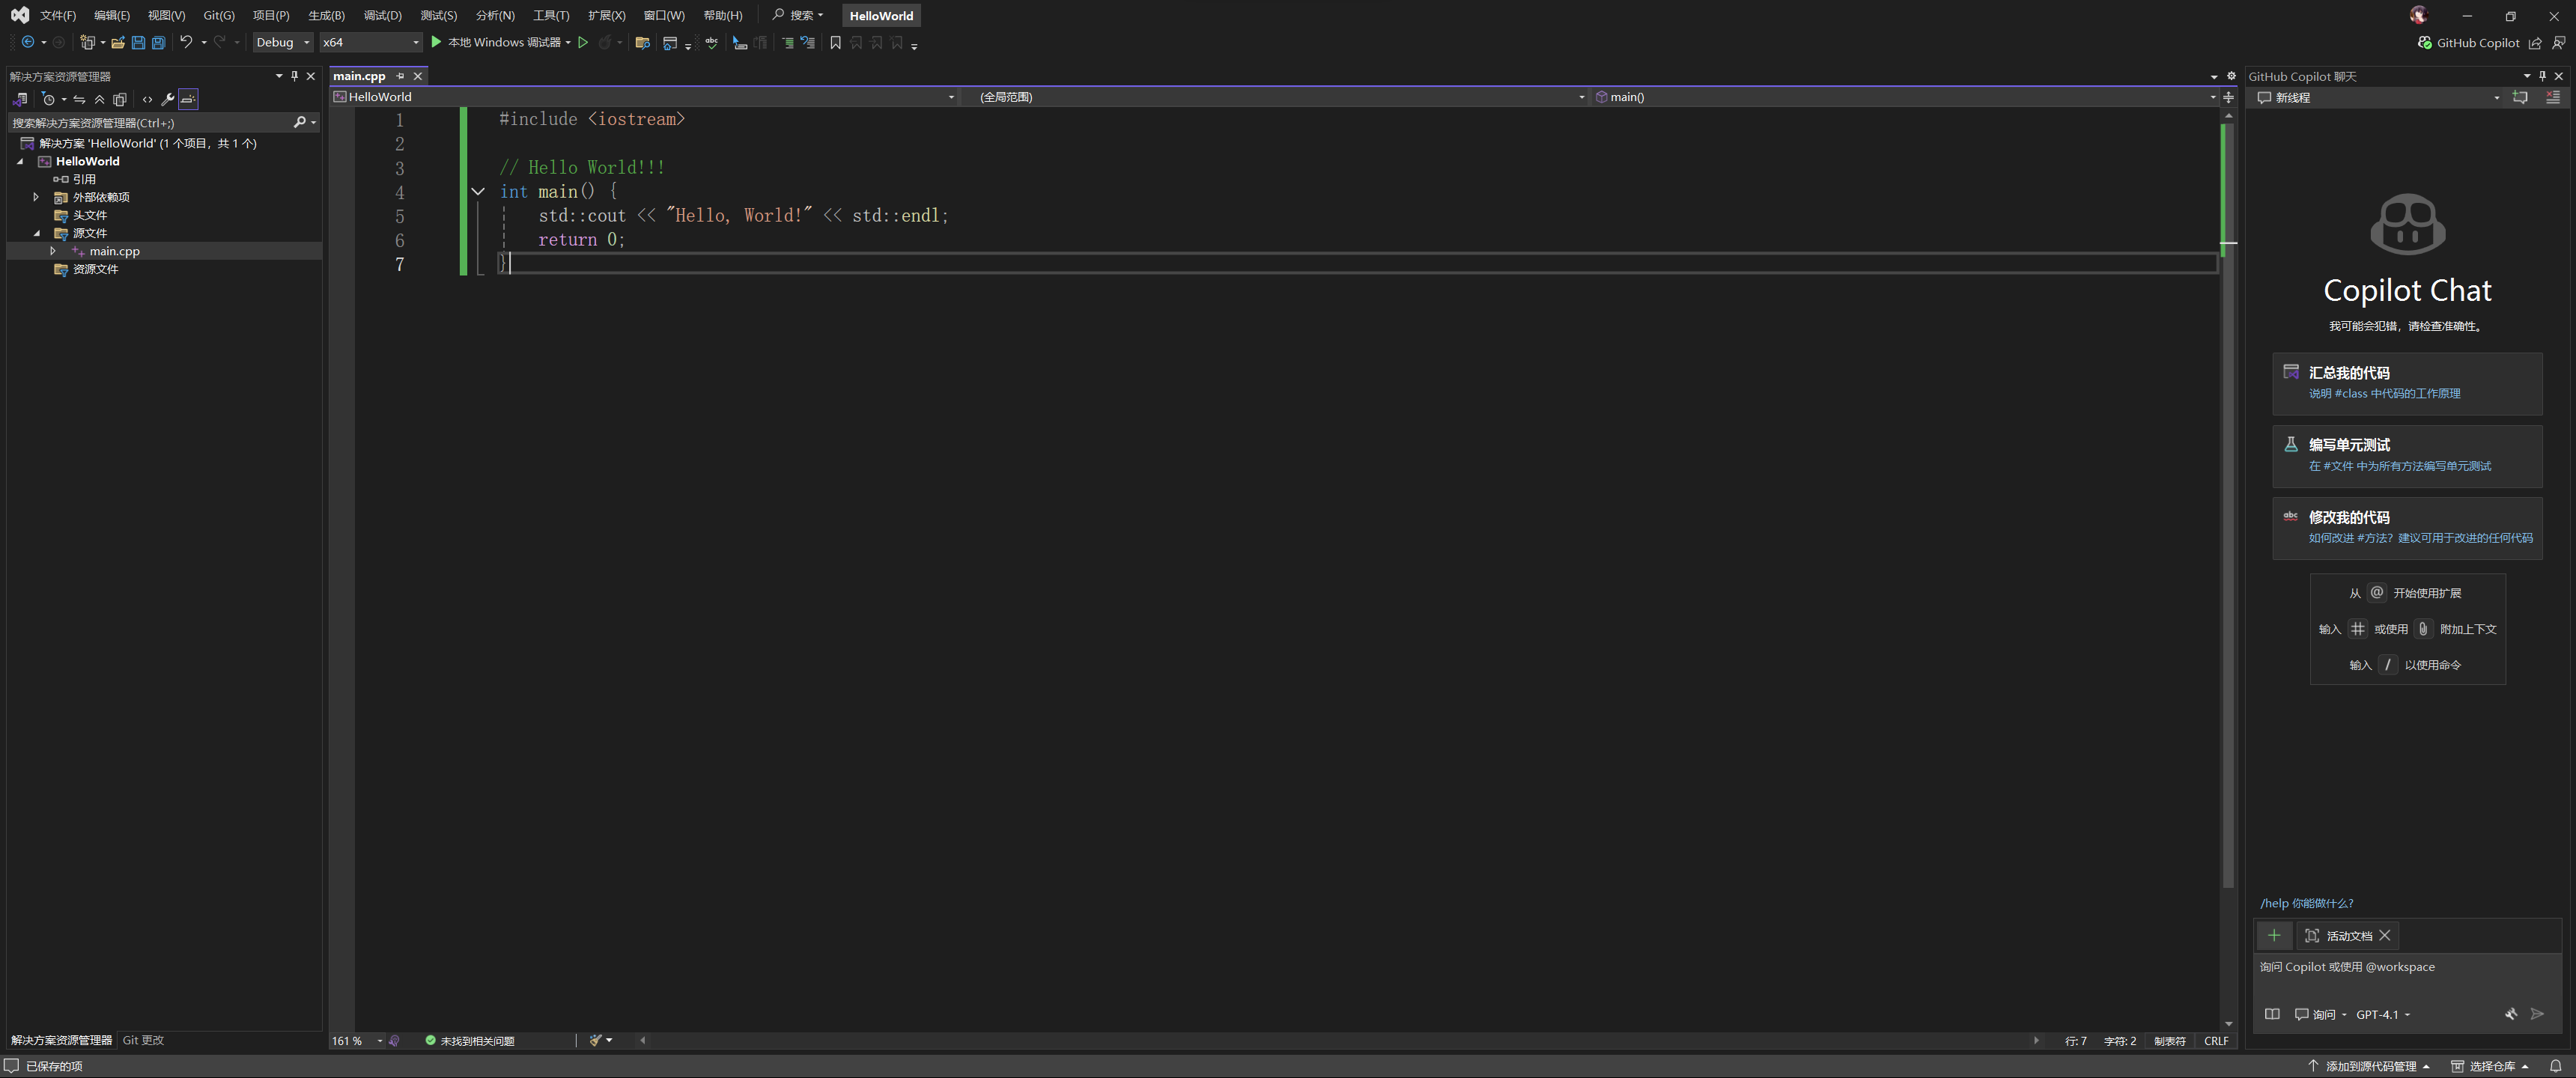 文件(F) 编辑(E) 视图(V) Git(G) 项目(P) 生成(B) 调试(D) 测试(S) 分析(N) 工具(T) 扩展(X) 窗口(W) 帮助(H) 搜索 HelloWorld
Debug x64 本地 Windows 调试器 abc GitHub Copilot
解决方案资源管理器
搜索解决方案资源管理器(Ctrl+;)
解决方案 'HelloWorld' (1 个项目，共 1 个)
HelloWorld
引用
外部依赖项
头文件
源文件
main.cpp
资源文件
解决方案资源管理器 Git 更改
main.cpp
HelloWorld (全局范围) main()
1 #include <iostream>
2
3 // Hello World!!!
4 int main() {
5 std::cout << "Hello, World!" << std::endl;
6 return 0;
7 }
161 % 未找到相关问题 行: 7 字符: 2 制表符 CRLF
GitHub Copilot 聊天
新线程
Copilot Chat
我可能会犯错，请检查准确性。
汇总我的代码
说明 #class 中代码的工作原理
编写单元测试
在 #文件 中为所有方法编写单元测试
abc 修改我的代码
如何改进 #方法? 建议可用于改进的任何代码
从 @ 开始使用扩展
输入 # 或使用 附加上下文
输入 / 以使用命令
/help 你能做什么?
活动文档
询问 Copilot 或使用 @workspace
询问 GPT-4.1
已保存的项 添加到源代码管理 选择仓库